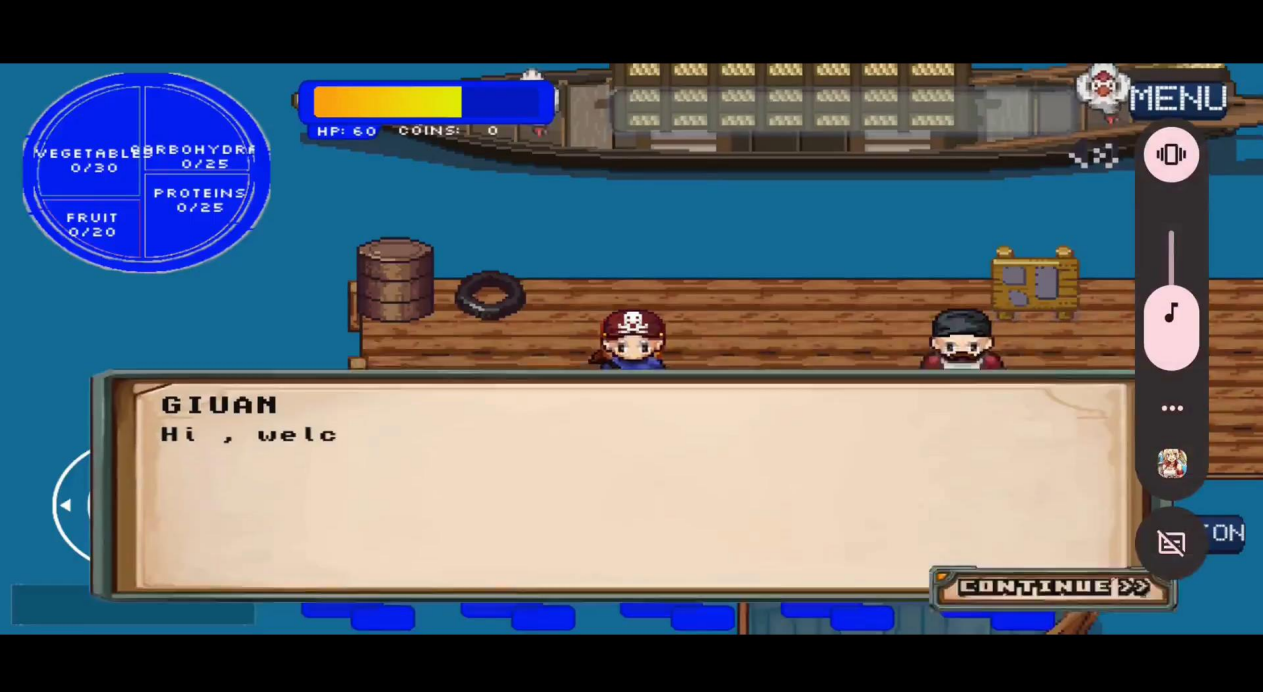 VEGETABLES
0/30
CARBOHYDRA
0/25
PROTEINS
0/25
FRUIT
0/20
HP: 60 COINS: 0
MENU
GIUAN
Hi , welc
CONTINUE >>
ION